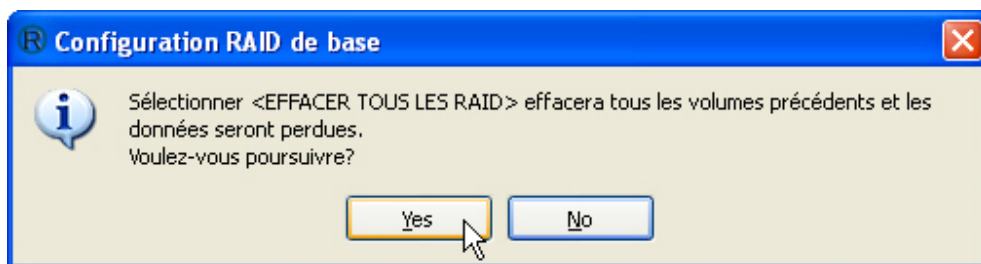 R Configuration RAID de base
Sélectionner <EFFACER TOUS LES RAID> effacera tous les volumes précédents et les
données seront perdues.
Voulez-vous poursuivre?
Yes No